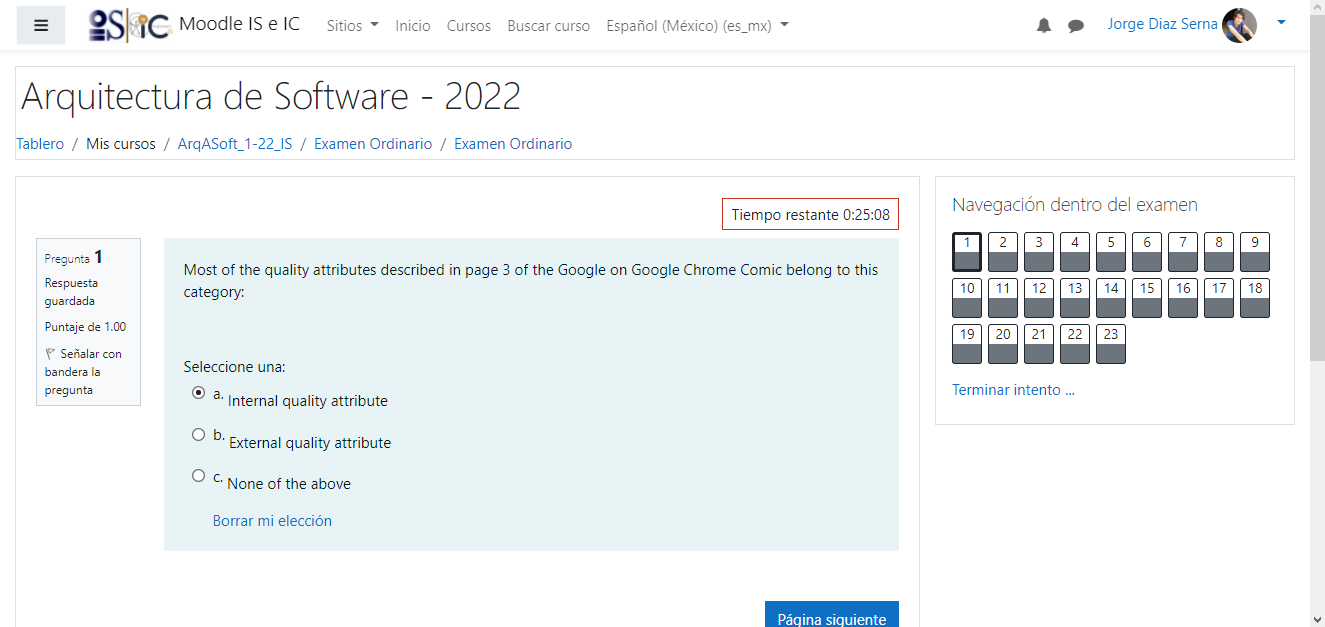 OSIC Moodle IS e IC Sitios Inicio Cursos Buscar curso Español (México) (es_mx) Jorge Diaz Serna
Arquitectura de Software - 2022
Tablero / Mis cursos / ArqASoft_1-22_IS / Examen Ordinario / Examen Ordinario
Tiempo restante 0:25:08
Pregunta 1
Respuesta
guardada
Puntaje de 1.00
Señalar con
bandera la
pregunta
Most of the quality attributes described in page 3 of the Google on Google Chrome Comic belong to this
category:
Seleccione una:
a. Internal quality attribute
b. External quality attribute
c. None of the above
Borrar mi elección
Página siguiente
Navegación dentro del examen
1 2 3 4 5 6 7 8 9
10 11 12 13 14 15 16 17 18
19 20 21 22 23
Terminar intento ...